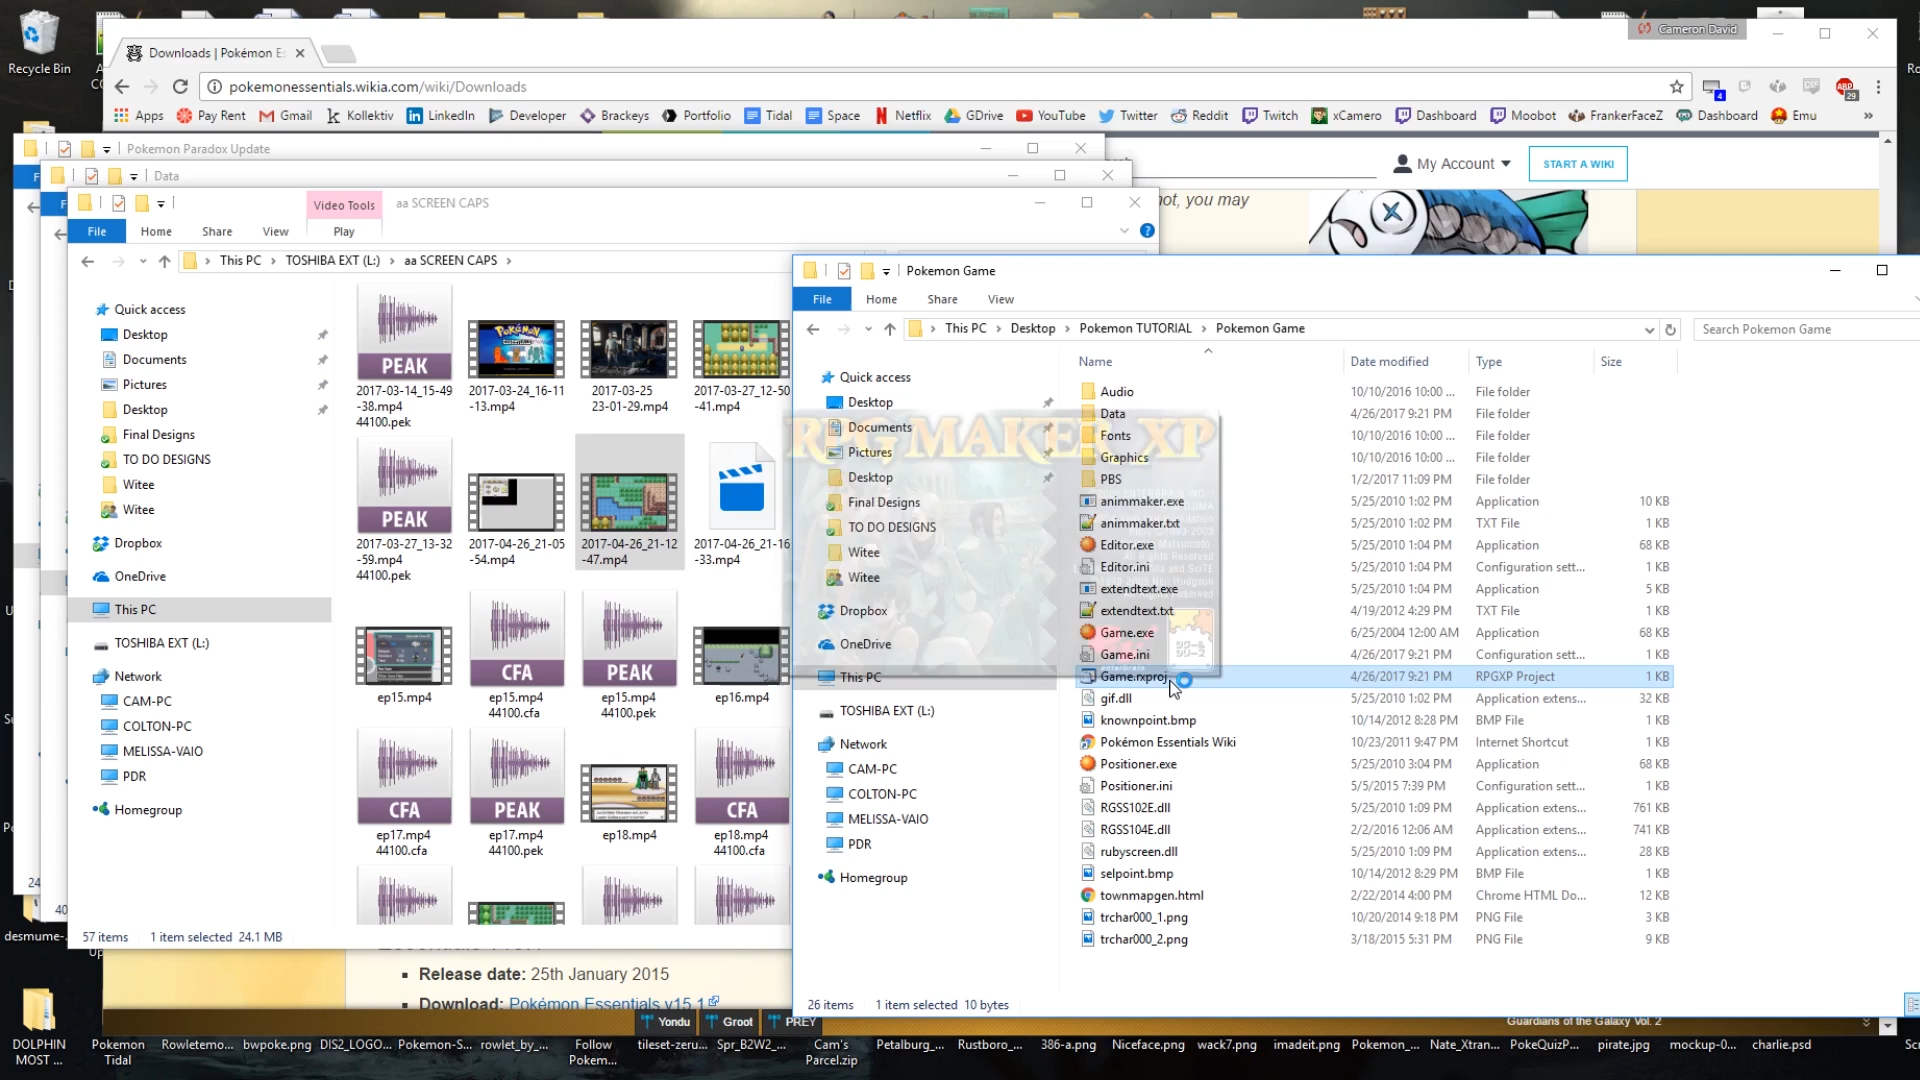 Recycle Bin
Cameron David
Downloads | Pokémon Es
pokemonessentials.wikia.com/wiki/Downloads
Apps Pay Rent Gmail Kollektiv LinkedIn Developer Brackeys Portfolio Tidal Space Netflix GDrive YouTube Twitter Reddit Twitch xCamero Dashboard Moobot FrankerFaceZ Dashboard Emu
My Account
START A WIKI
not, you may
Pokemon Paradox Update
Data
Video Tools
aa SCREEN CAPS
File Home Share View Play
This PC > TOSHIBA EXT (L:) > aa SCREEN CAPS >
Quick access
Desktop
Documents
Pictures
Desktop
Final Designs
TO DO DESIGNS
Witee
Witee
Dropbox
OneDrive
This PC
TOSHIBA EXT (L:)
Network
CAM-PC
COLTON-PC
MELISSA-VAIO
PDR
Homegroup
PEAK
2017-03-14_15-49
-38.mp4
44100.pek
2017-03-24_16-11
-13.mp4
2017-03-25
23-01-29.mp4
2017-03-27_12-50
-41.mp4
PEAK
2017-03-27_13-32
-59.mp4
44100.pek
2017-04-26_21-05
-54.mp4
2017-04-26_21-12
-47.mp4
2017-04-26_21-16
-33.mp4
ep15.mp4
CFA
ep15.mp4
44100.cfa
PEAK
ep15.mp4
44100.pek
ep16.mp4
CFA
ep17.mp4
44100.cfa
PEAK
ep17.mp4
44100.pek
ep18.mp4
CFA
ep18.mp4
44100.cfa
57 items 1 item selected 24.1 MB
Release date: 25th January 2015
Download: Pokémon Essentials v15.1
Pokemon Game
File Home Share View
This PC > Desktop > Pokemon TUTORIAL > Pokemon Game
Search Pokemon Game
Quick access
Desktop
Documents
Pictures
Desktop
Final Designs
TO DO DESIGNS
Witee
Witee
Dropbox
OneDrive
This PC
TOSHIBA EXT (L:)
Network
CAM-PC
COLTON-PC
MELISSA-VAIO
PDR
Homegroup
RPG MAKER XP
Name Date modified Type Size
Audio 10/10/2016 10:00 ... File folder
Data 4/26/2017 9:21 PM File folder
Fonts 10/10/2016 10:00 ... File folder
Graphics 10/10/2016 10:00 ... File folder
PBS 1/2/2017 11:09 PM File folder
animmaker.exe 5/25/2010 1:02 PM Application 10 KB
animmaker.txt 5/25/2010 1:02 PM TXT File 1 KB
Editor.exe 5/25/2010 1:04 PM Application 68 KB
Editor.ini 5/25/2010 1:04 PM Configuration sett... 1 KB
extendtext.exe 5/25/2010 1:04 PM Application 5 KB
extendtext.txt 4/19/2012 4:29 PM TXT File 1 KB
Game.exe 6/25/2004 12:00 AM Application 68 KB
Game.ini 4/26/2017 9:21 PM Configuration sett... 1 KB
Game.rxproj 4/26/2017 9:21 PM RPGXP Project 1 KB
gif.dll 5/25/2010 1:02 PM Application extens... 32 KB
knownpoint.bmp 10/14/2012 8:28 PM BMP File 1 KB
Pokémon Essentials Wiki 10/23/2011 9:47 PM Internet Shortcut 1 KB
Positioner.exe 5/25/2010 3:04 PM Application 68 KB
Positioner.ini 5/5/2015 7:39 PM Configuration sett... 1 KB
RGSS102E.dll 5/25/2010 1:09 PM Application extens... 761 KB
RGSS104E.dll 2/2/2016 12:06 AM Application extens... 741 KB
rubyscreen.dll 5/25/2010 1:09 PM Application extens... 28 KB
selpoint.bmp 10/14/2012 8:29 PM BMP File 1 KB
townmapgen.html 2/22/2014 4:00 PM Chrome HTML Do... 12 KB
trchar000_1.png 10/20/2014 9:18 PM PNG File 3 KB
trchar000_2.png 3/18/2015 5:31 PM PNG File 9 KB
26 items 1 item selected 10 bytes
Yondu Groot PREY
Guardians of the Galaxy Vol. 2
desmume-...
DOLPHIN
MOST ...
Pokemon
Tidal
Rowletemo...
bwpoke.png
DIS2_LOGO...
Pokemon-S...
rowlet_by_...
Follow
Pokem...
tileset-zeru...
Spr_B2W2_...
Cam's
Parcel.zip
Petalburg_...
Rustboro_...
386-a.png
Niceface.png
wack7.png
imadeit.png
Pokemon_...
Nate_Xtran...
PokeQuizP...
pirate.jpg
mockup-0...
charlie.psd